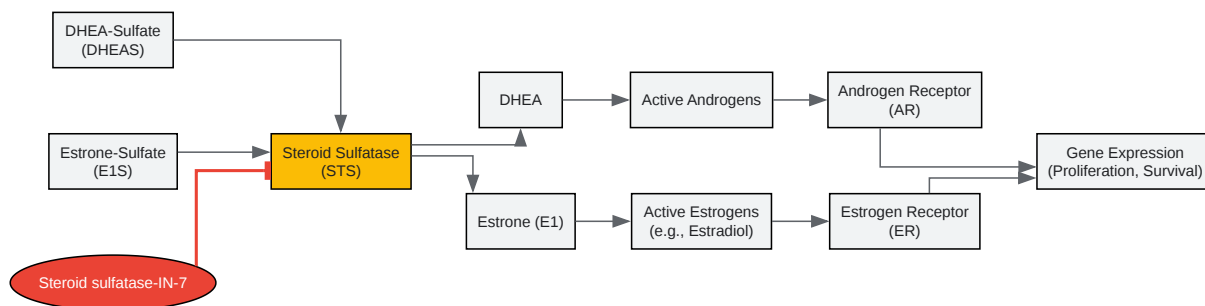 DHEA-Sulfate
(DHEAS)
Estrone-Sulfate
(E1S)
Steroid sulfatase-IN-7
Steroid Sulfatase
(STS)
DHEA
Estrone (E1)
Active Androgens
Active Estrogens
(e.g., Estradiol)
Androgen Receptor
(AR)
Estrogen Receptor
(ER)
Gene Expression
(Proliferation, Survival)